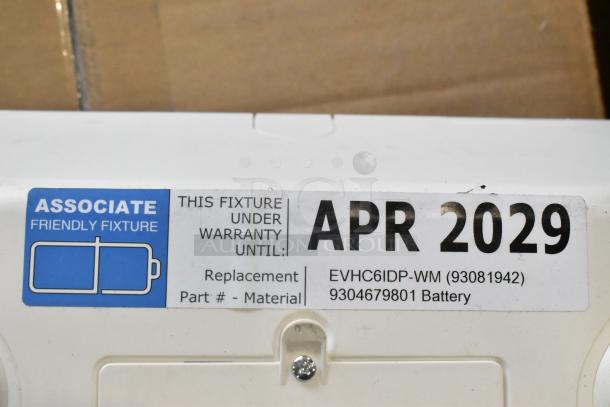 ASSOCIATE
FRIENDLY FIXTURE
THIS FIXTURE
UNDER
WARRANTY
UNTIL:
APR 2029
Replacement
Part # - Material
EVHC6IDP-WM (93081942)
9304679801 Battery